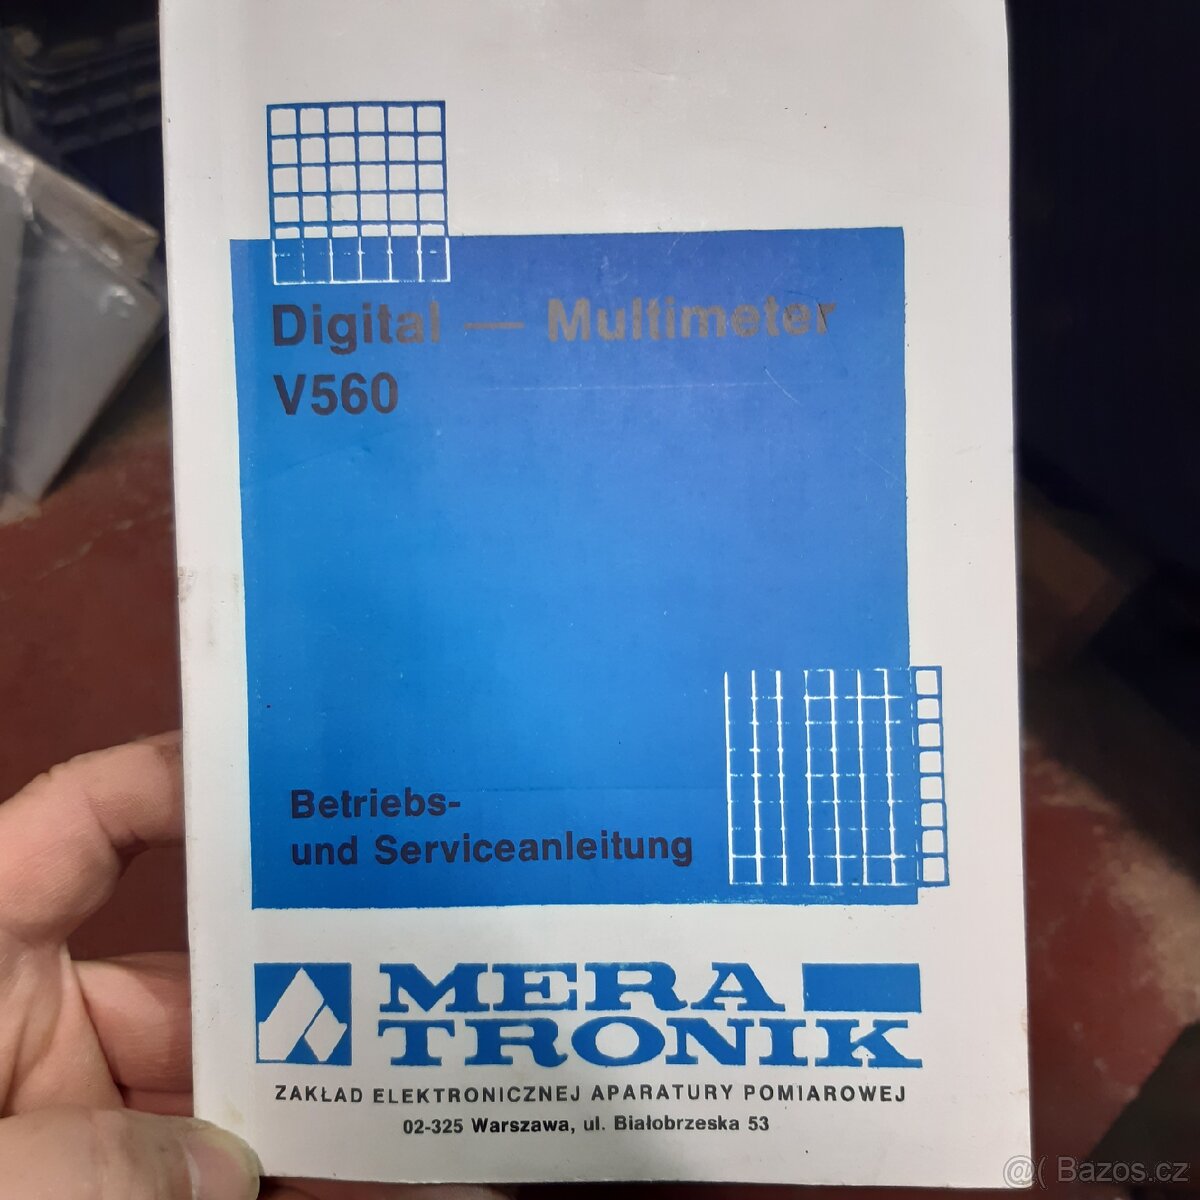 Digital — Multimeter
V560
Betriebs-
und Serviceanleitung
MERA
TRONIK
ZAKŁAD ELEKTRONICZNEJ APARATURY POMIAROWEJ
02-325 Warszawa, ul. Białobrzeska 53
@( Bazos.cz